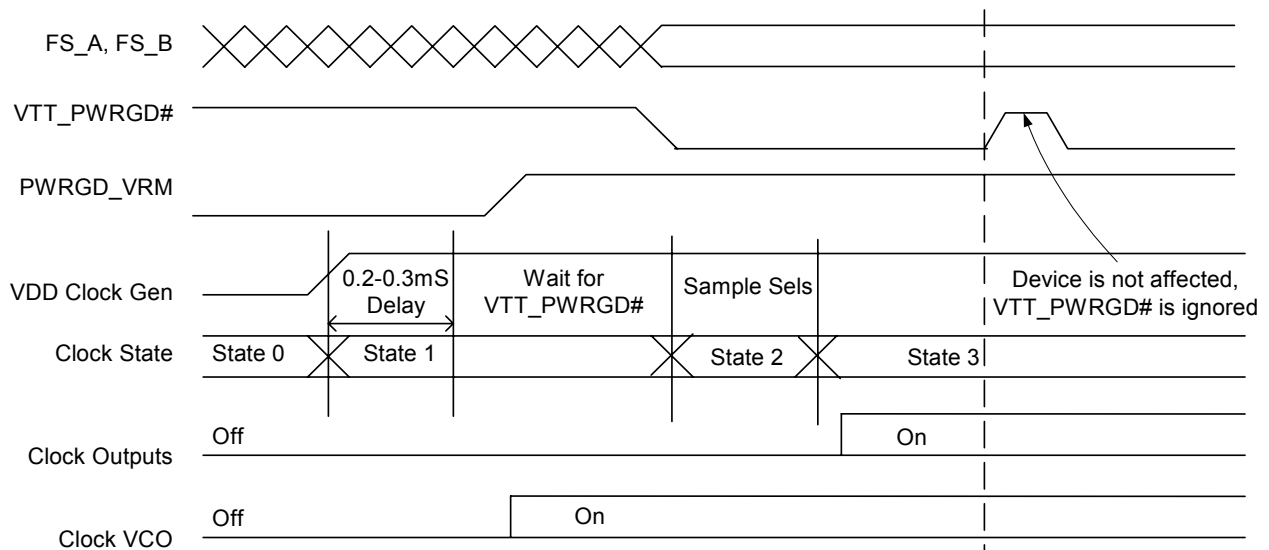 FS_A, FS_B
VTT_PWRGD#
PWRGD_VRM
VDD Clock Gen
0.2-0.3mS
Delay
Wait for
VTT_PWRGD#
Sample Sels
Device is not affected,
VTT_PWRGD# is ignored
Clock State
State 0
State 1
State 2
State 3
Clock Outputs
Off
On
Clock VCO
Off
On